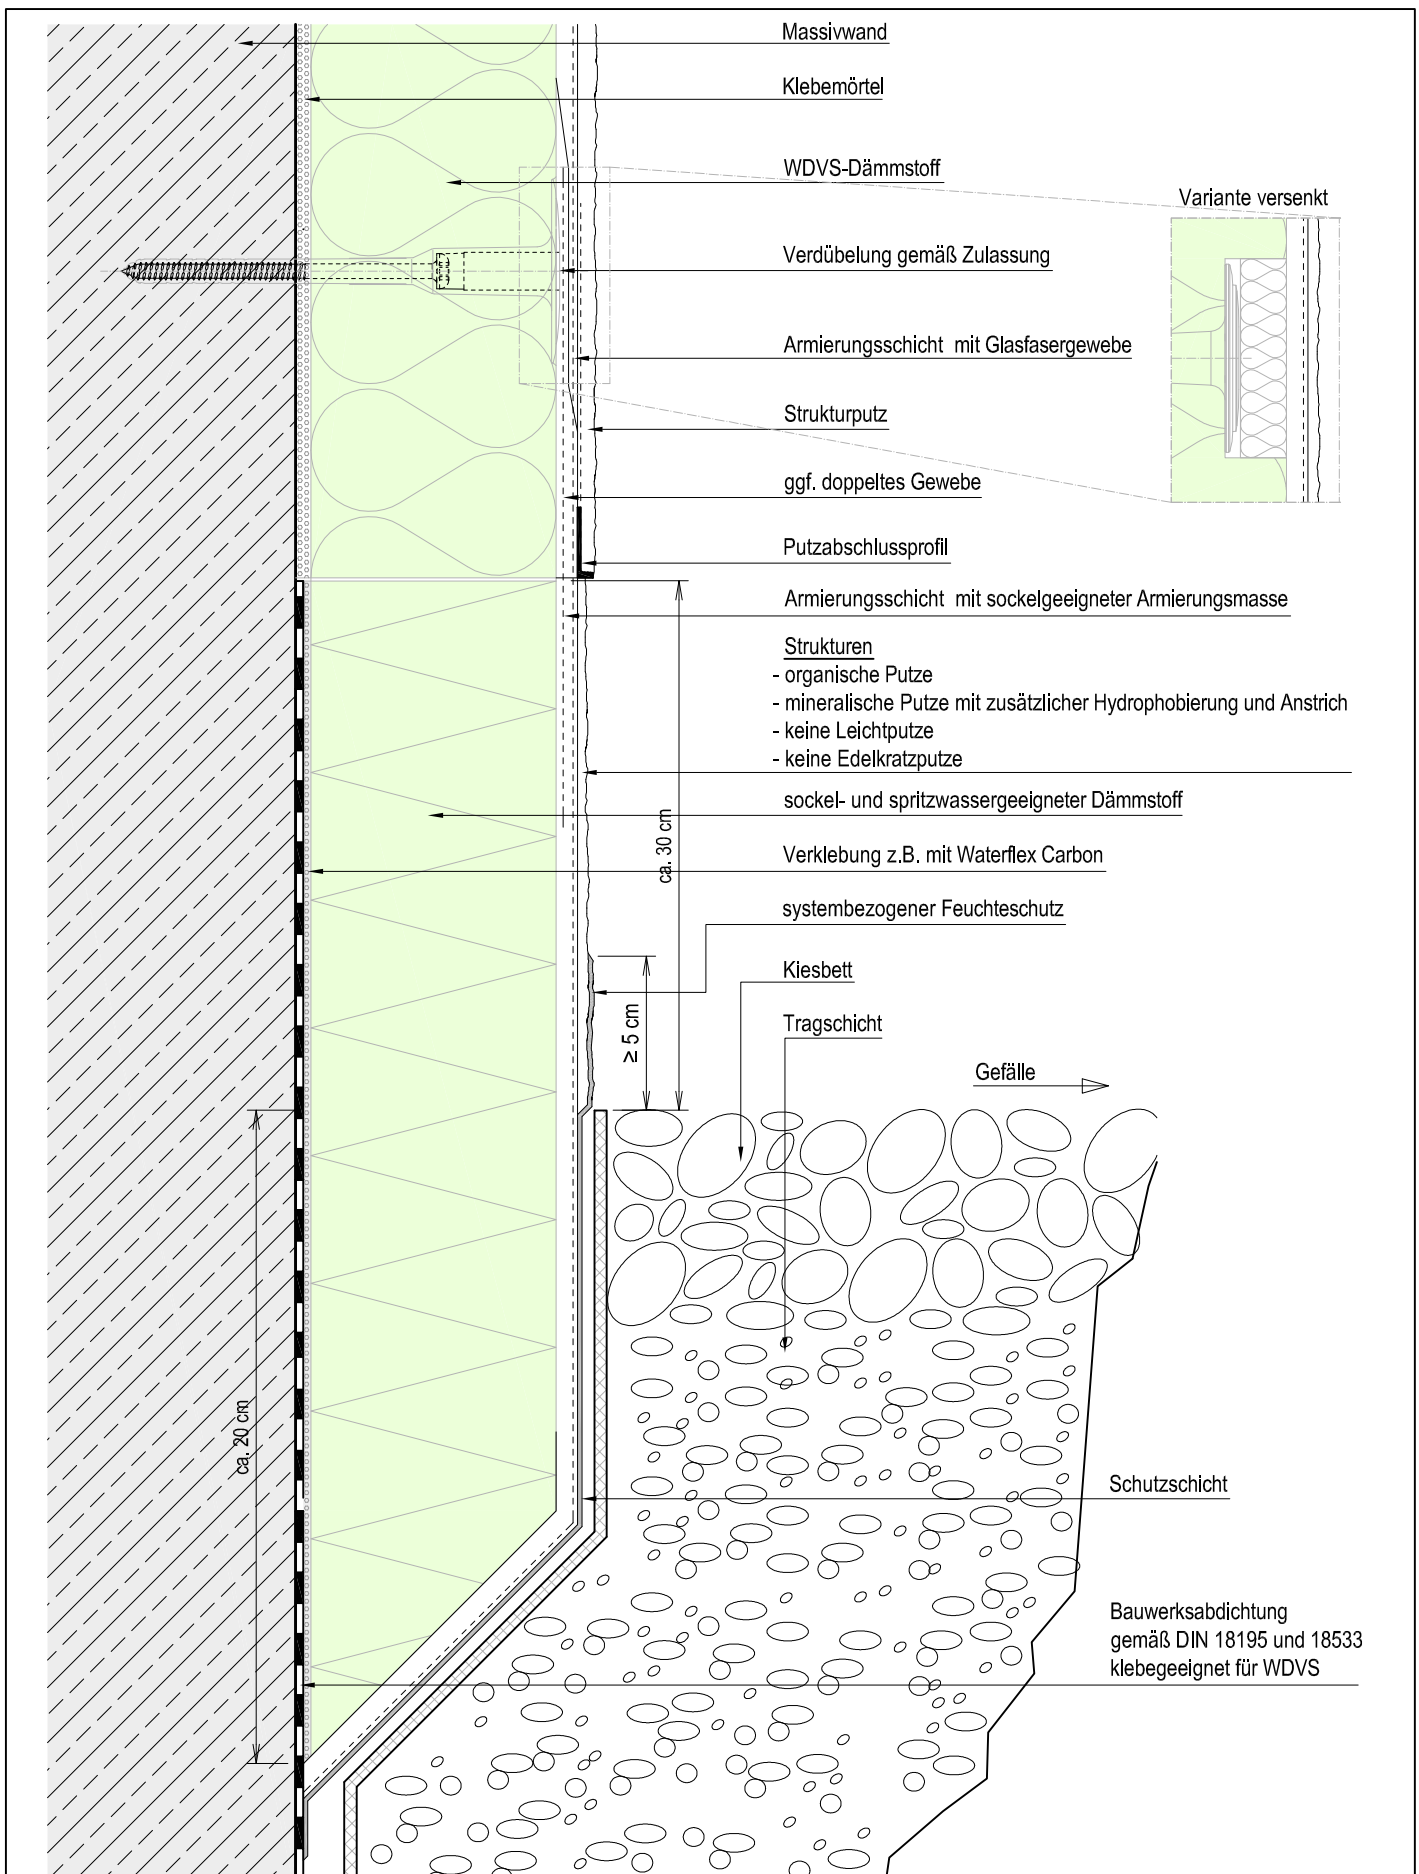 Massivwand
Klebemörtel
WDVS-Dämmstoff
Variante versenkt
Verdübelung gemäß Zulassung
Armierungsschicht mit Glasfasergewebe
Strukturputz
ggf. doppeltes Gewebe
Putzabschlussprofil
Armierungsschicht mit sockelgeeigneter Armierungsmasse
Strukturen
- organische Putze
- mineralische Putze mit zusätzlicher Hydrophobierung und Anstrich
- keine Leichtputze
- keine Edelkratzputze
sockel- und spritzwassergeeigneter Dämmstoff
ca. 30 cm
Verklebung z.B. mit Waterflex Carbon
systembezogener Feuchteschutz
Kiesbett
≥ 5 cm
Tragschicht
Gefälle
ca. 20 cm
Schutzschicht
Bauwerksabdichtung
gemäß DIN 18195 und 18533
klebegeeignet für WDVS